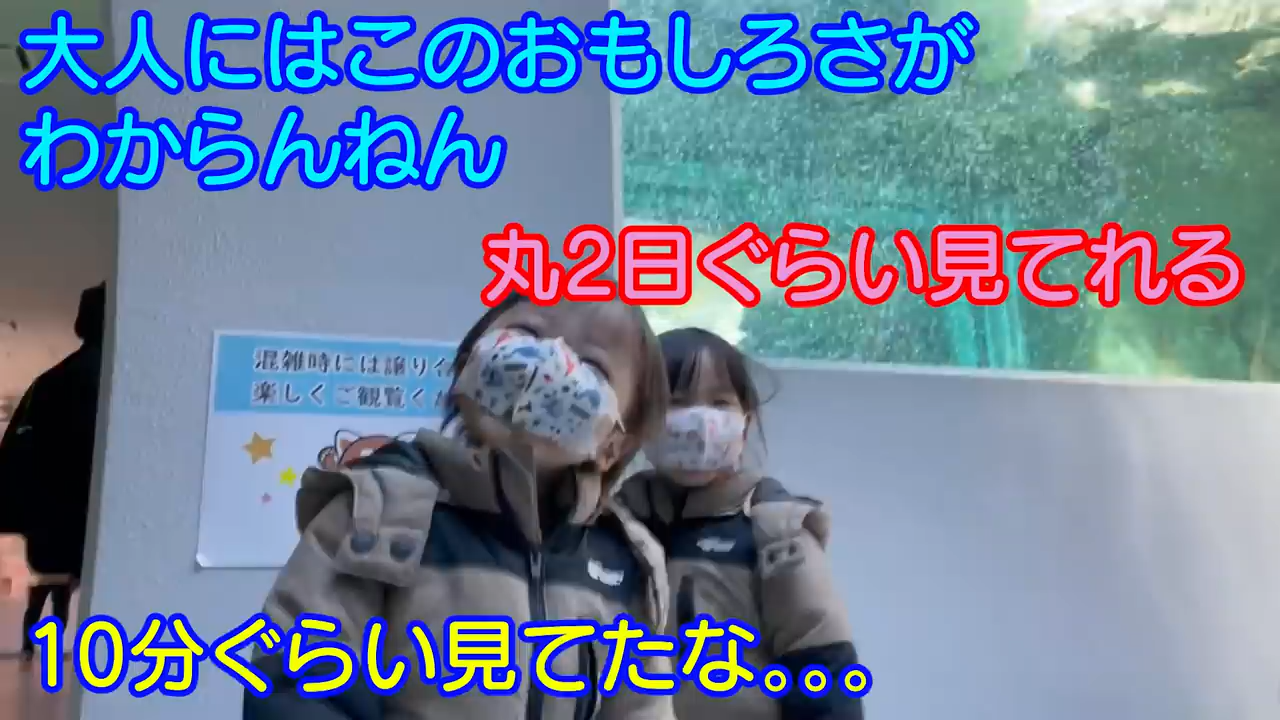 大人にはこのおもしろさが
わからんねん
丸2日ぐらい見てれる
混雑時には譲り
楽しくご観覧く
10分ぐらい見てたな。。。